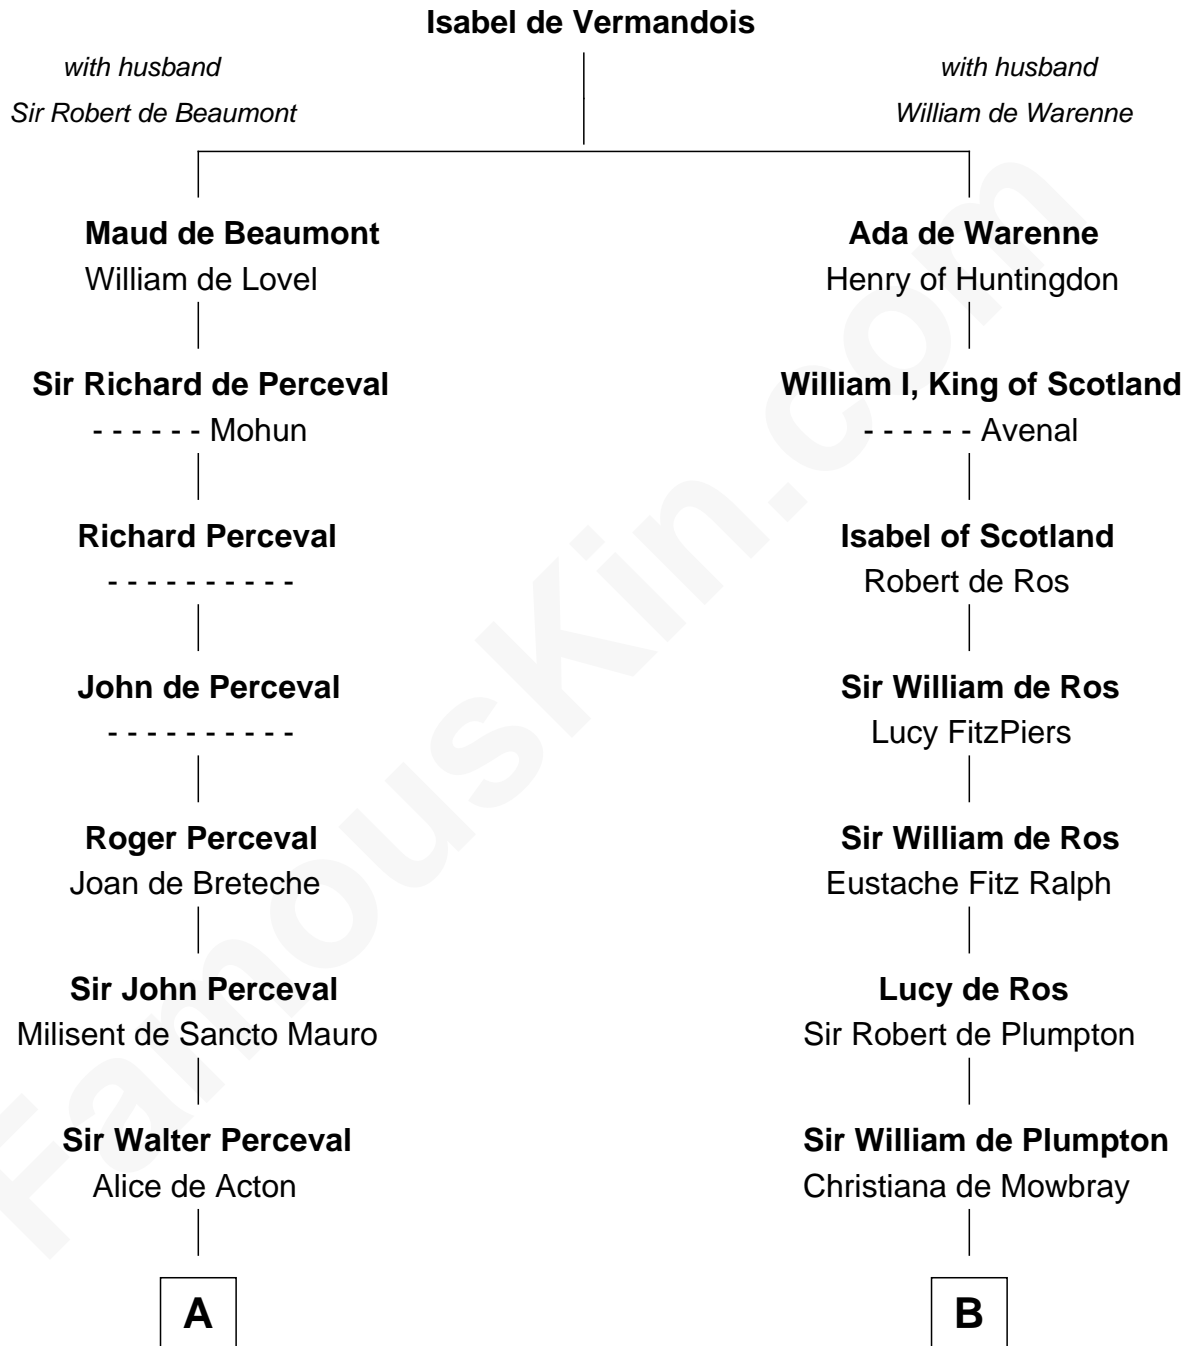 Isabel de Vermandois
with husband
Sir Robert de Beaumont
with husband
William de Warenne
Maud de Beaumont
William de Lovel
Ada de Warenne
Henry of Huntingdon
Sir Richard de Perceval
- - - - - - Mohun
William I, King of Scotland
- - - - - - Avenal
Richard Perceval
- - - - - - - - - -
Isabel of Scotland
Robert de Ros
John de Perceval
- - - - - - - - - -
Sir William de Ros
Lucy FitzPiers
Roger Perceval
Joan de Breteche
Sir William de Ros
Eustache Fitz Ralph
Sir John Perceval
Milisent de Sancto Mauro
Lucy de Ros
Sir Robert de Plumpton
Sir Walter Perceval
Alice de Acton
Sir William de Plumpton
Christiana de Mowbray
A
B
FamousKin.com